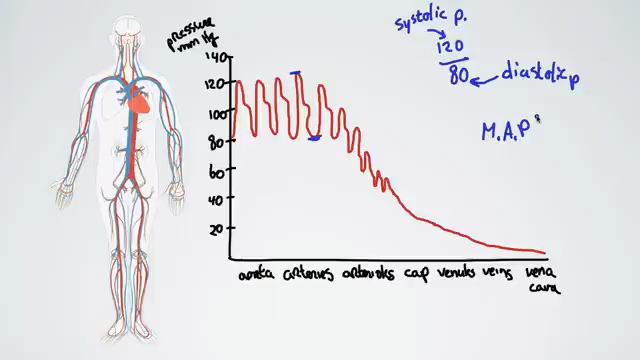 pressure
mm Hg
140
120
100
80
60
40
20
aorta arteries arterioles cap venules veins vena
cava
systolic p.
120
80 diastolic p
M.A.P